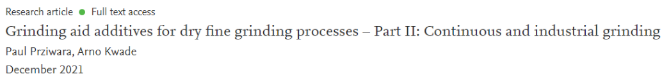 Research article Full text access
Grinding aid additives for dry fine grinding processes – Part II: Continuous and industrial grinding
Paul Prziwara, Arno Kwade
December 2021